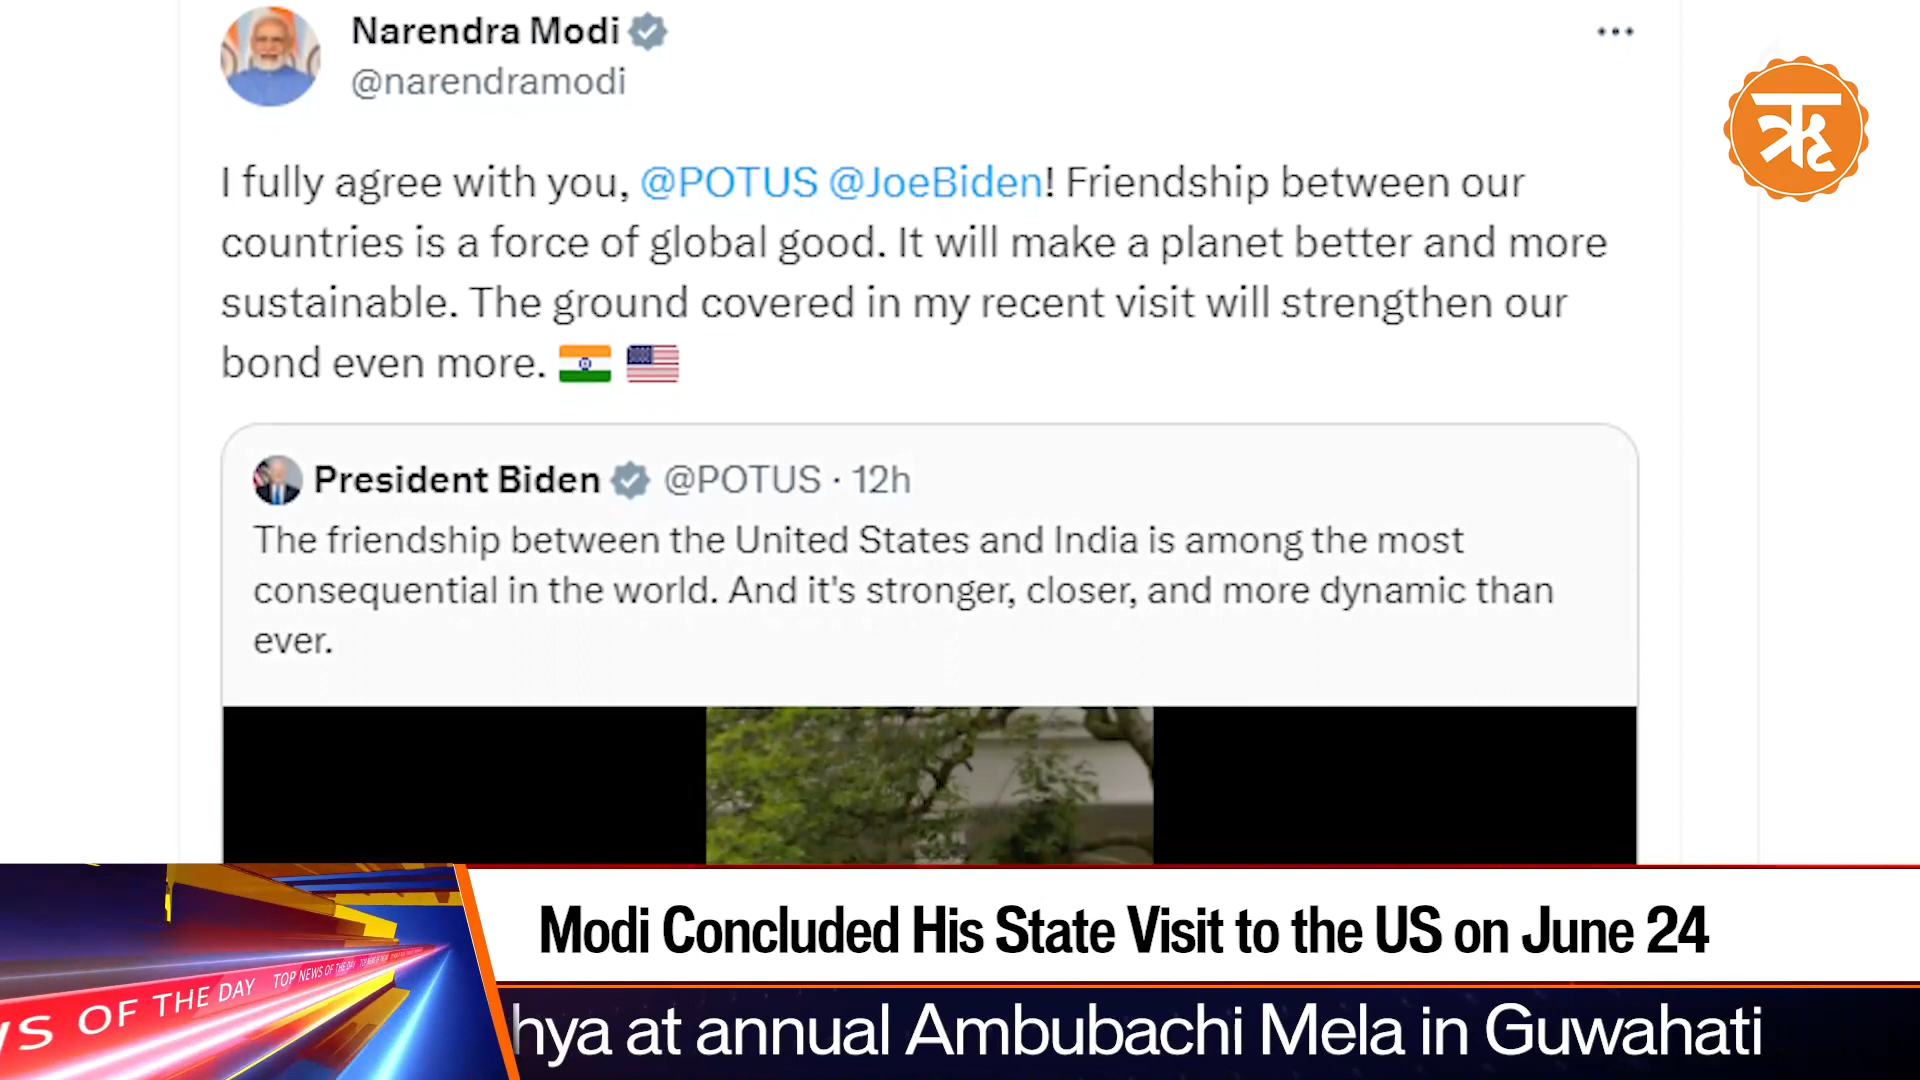 Narendra Modi
@narendramodi
ऋ
I fully agree with you, @POTUS @JoeBiden! Friendship between our
countries is a force of global good. It will make a planet better and more
sustainable. The ground covered in my recent visit will strengthen our
bond even more.
President Biden @POTUS · 12h
The friendship between the United States and India is among the most
consequential in the world. And it's stronger, closer, and more dynamic than
ever.
Modi Concluded His State Visit to the US on June 24
OF THE DAY TOP NEWS OF THE DAY
hya at annual Ambubachi Mela in Guwahati